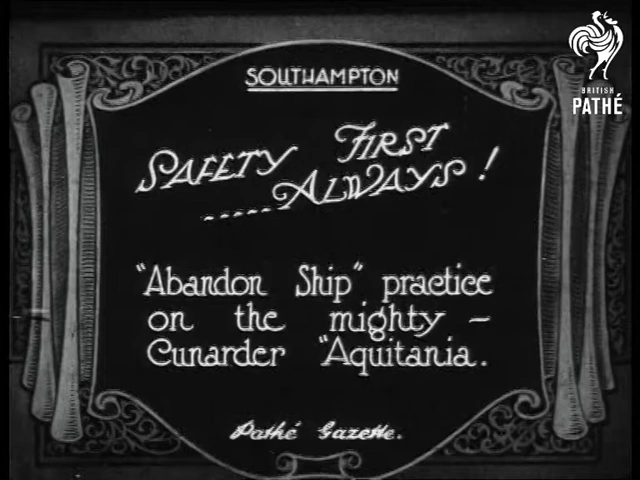 SOUTHAMPTON
SAFETY FIRST
.....ALWAYS!
"Abandon Ship" practice
on the mighty –
Cunarder "Aquitania.
Pathé Gazette.
BRITISH
PATHÉ